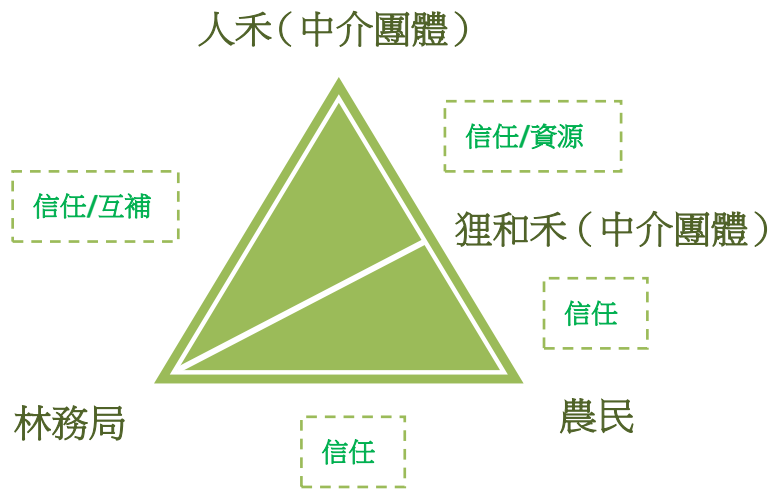 人禾（中介團體）
信任/資源
信任/互補
狸和禾（中介團體）
信任
林務局
農民
信任